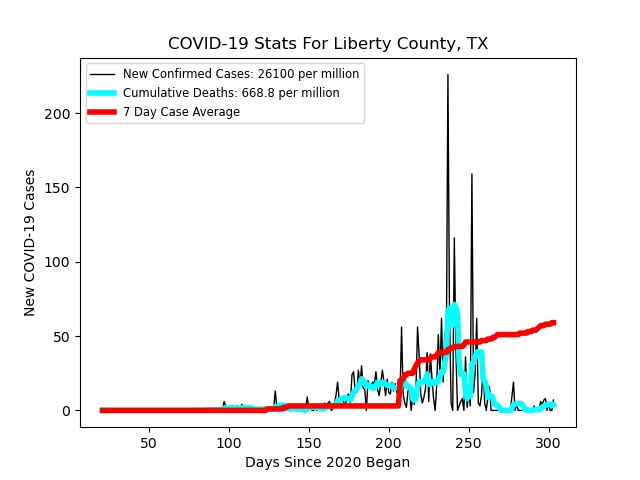 COVID-19 Stats For Liberty County, TX
New Confirmed Cases: 26100 per million
Cumulative Deaths: 668.8 per million
7 Day Case Average
New COVID-19 Cases
200
150
100
50
0
50 100 150 200 250 300
Days Since 2020 Began